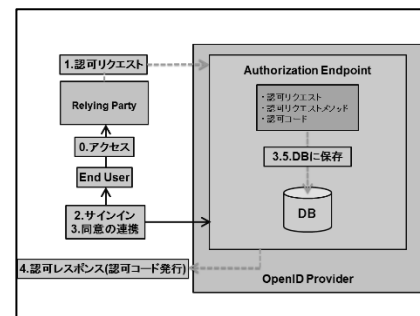 1.認可リクエスト
Authorization Endpoint
Relying Party
・認可リクエスト
・認可リクエストメソッド
・認可コード
0.アクセス
3.5.DBに保存
End User
2.サインイン
3.同意の連携
DB
4.認可レスポンス(認可コード発行)
OpenID Provider